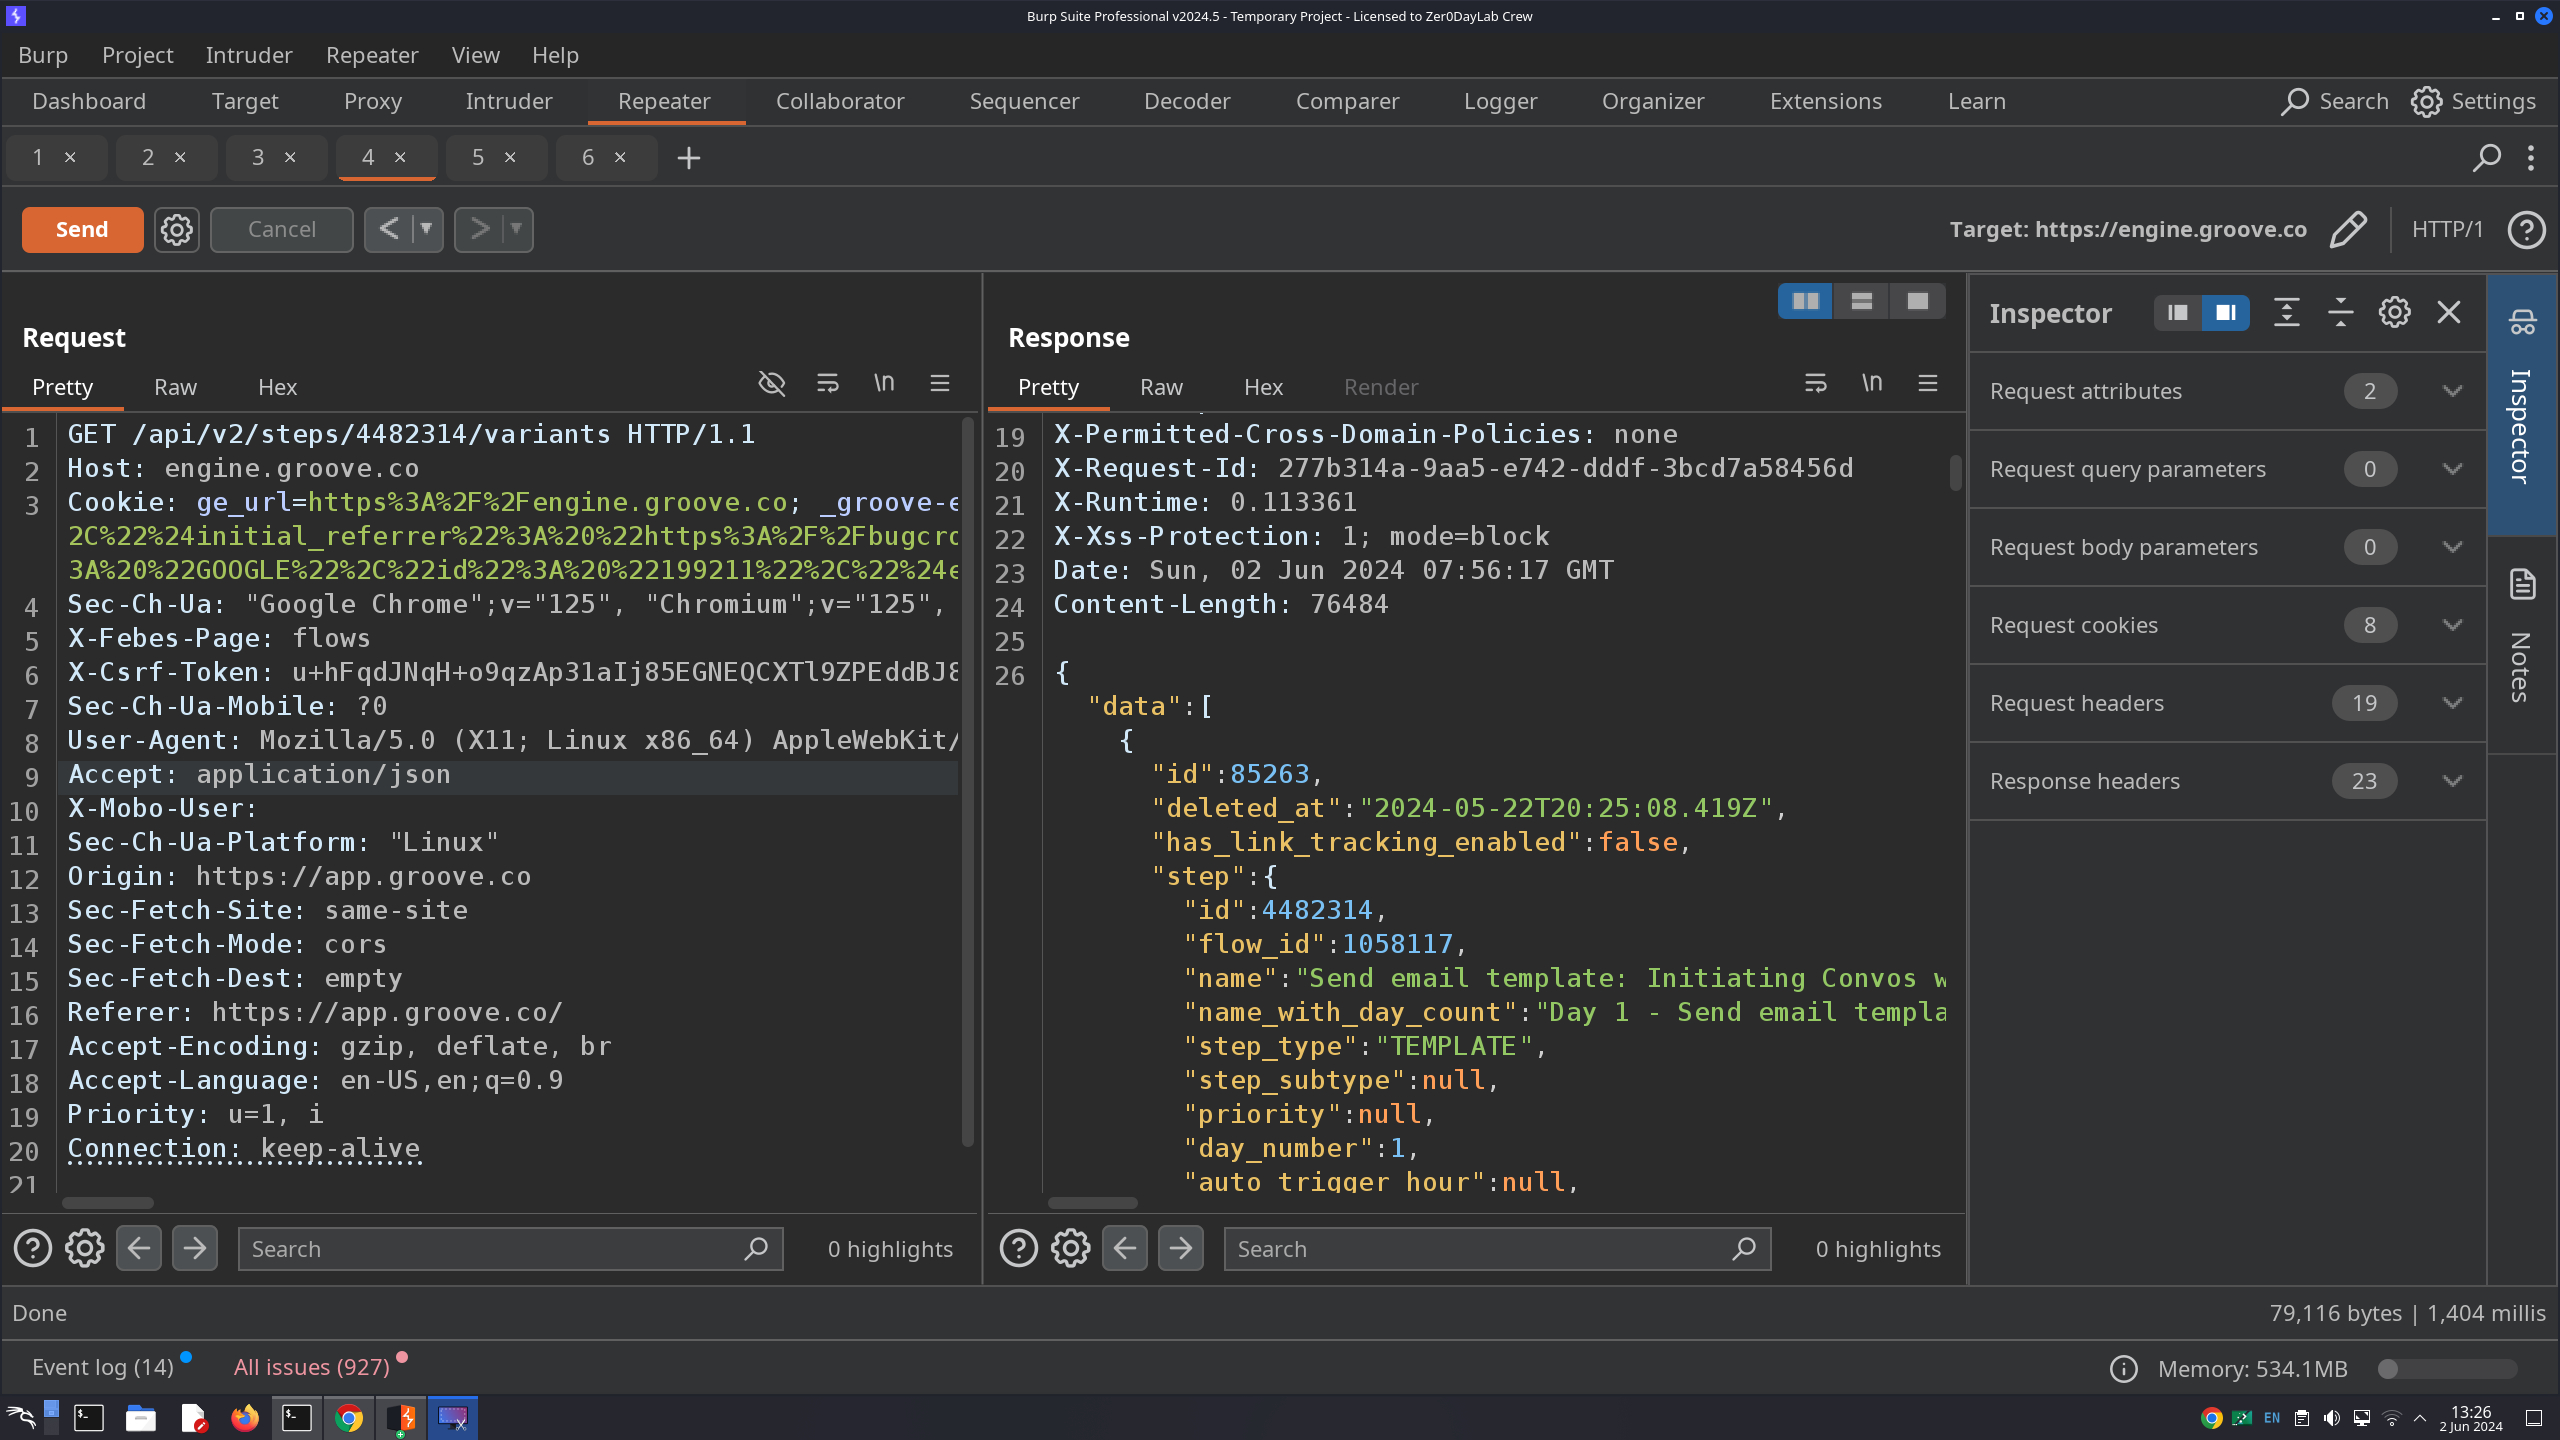 Burp Suite Professional v2024.5 - Temporary Project - Licensed to Zer0DayLab Crew
Burp Project Intruder Repeater View Help
Dashboard Target Proxy Intruder Repeater Collaborator Sequencer Decoder Comparer Logger Organizer Extensions Learn Search Settings
1 × 2 × 3 × 4 × 5 × 6 × +
Send Cancel < > Target: https://engine.groove.co HTTP/1
Request
Pretty Raw Hex \n
1 GET /api/v2/steps/4482314/variants HTTP/1.1
2 Host: engine.groove.co
3 Cookie: ge_url=https%3A%2F%2Fengine.groove.co; _groove-e
2C%22%24initial_referrer%22%3A%20%22https%3A%2F%2Fbugcro
3A%20%22GOOGLE%22%2C%22id%22%3A%20%22199211%22%2C%22%24e
4 Sec-Ch-Ua: "Google Chrome";v="125", "Chromium";v="125",
5 X-Febes-Page: flows
6 X-Csrf-Token: u+hFqdJNqH+o9qzAp31aIj85EGNEQCXTl9ZPEddBJ8
7 Sec-Ch-Ua-Mobile: ?0
8 User-Agent: Mozilla/5.0 (X11; Linux x86_64) AppleWebKit/
9 Accept: application/json
10 X-Mobo-User:
11 Sec-Ch-Ua-Platform: "Linux"
12 Origin: https://app.groove.co
13 Sec-Fetch-Site: same-site
14 Sec-Fetch-Mode: cors
15 Sec-Fetch-Dest: empty
16 Referer: https://app.groove.co/
17 Accept-Encoding: gzip, deflate, br
18 Accept-Language: en-US,en;q=0.9
19 Priority: u=1, i
20 Connection: keep-alive
21
Search 0 highlights
Response
Pretty Raw Hex Render \n
19 X-Permitted-Cross-Domain-Policies: none
20 X-Request-Id: 277b314a-9aa5-e742-dddf-3bcd7a58456d
21 X-Runtime: 0.113361
22 X-Xss-Protection: 1; mode=block
23 Date: Sun, 02 Jun 2024 07:56:17 GMT
24 Content-Length: 76484
25
26 {
"data":[
{
"id":85263,
"deleted_at":"2024-05-22T20:25:08.419Z",
"has_link_tracking_enabled":false,
"step":{
"id":4482314,
"flow_id":1058117,
"name":"Send email template: Initiating Convos w
"name_with_day_count":"Day 1 - Send email templa
"step_type":"TEMPLATE",
"step_subtype":null,
"priority":null,
"day_number":1,
"auto_trigger_hour":null,
Search 0 highlights
Inspector
Request attributes 2
Request query parameters 0
Request body parameters 0
Request cookies 8
Request headers 19
Response headers 23
Inspector
Notes
Done 79,116 bytes | 1,404 millis
Event log (14) All issues (927) Memory: 534.1MB
EN 13:26
2 Jun 2024